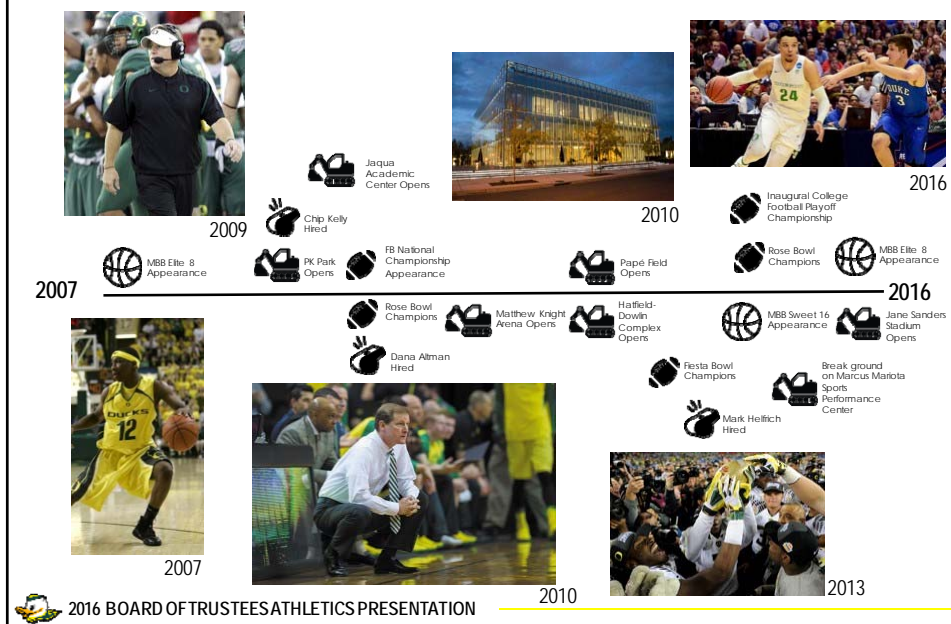 2016
2010
2009
Jaqua
Academic
Center Opens
Chip Kelly
Hired
Inaugural College
Football Playoff
Championship
MBB Elite 8
Appearance
PK Park
Opens
FB National
Championship
Appearance
Papé Field
Opens
Rose Bowl
Champions
MBB Elite 8
Appearance
2007
2016
Rose Bowl
Champions
Matthew Knight
Arena Opens
Hatfield-
Dowlin
Complex
Opens
MBB Sweet 16
Appearance
Jane Sanders
Stadium
Opens
Dana Altman
Hired
Fiesta Bowl
Champions
Break ground
on Marcus Mariota
Sports
Performance
Center
Mark Helfrich
Hired
24
DUKE
3
DUCKS
12
2007
2010
2013
2016 BOARD OF TRUSTEES ATHLETICS PRESENTATION